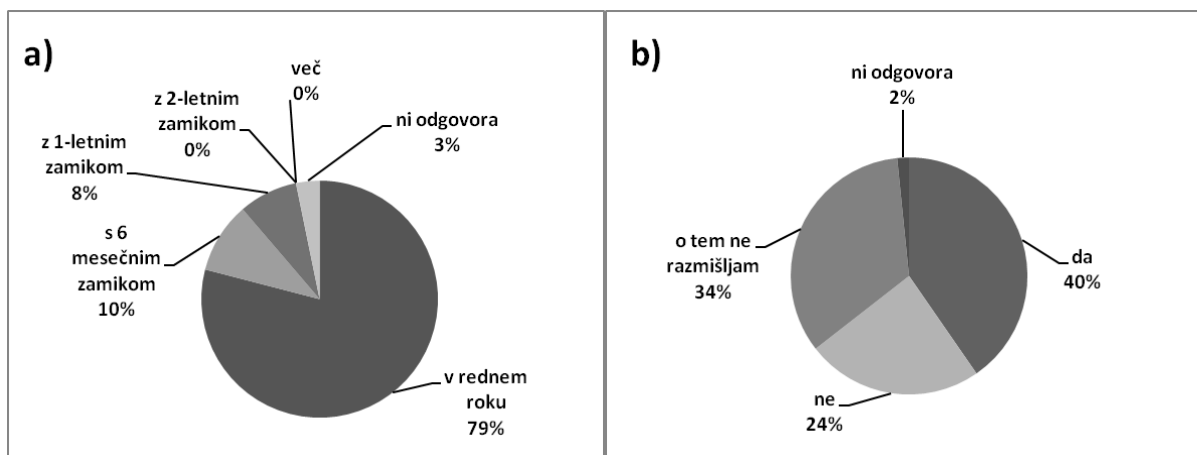 a)
več
0%
z 2-letnim
zamikom
0%
ni odgovora
3%
z 1-letnim
zamikom
8%
s 6
mesečnim
zamikom
10%
v rednem
roku
79%
b)
ni odgovora
2%
o tem ne
razmišljam
34%
da
40%
ne
24%